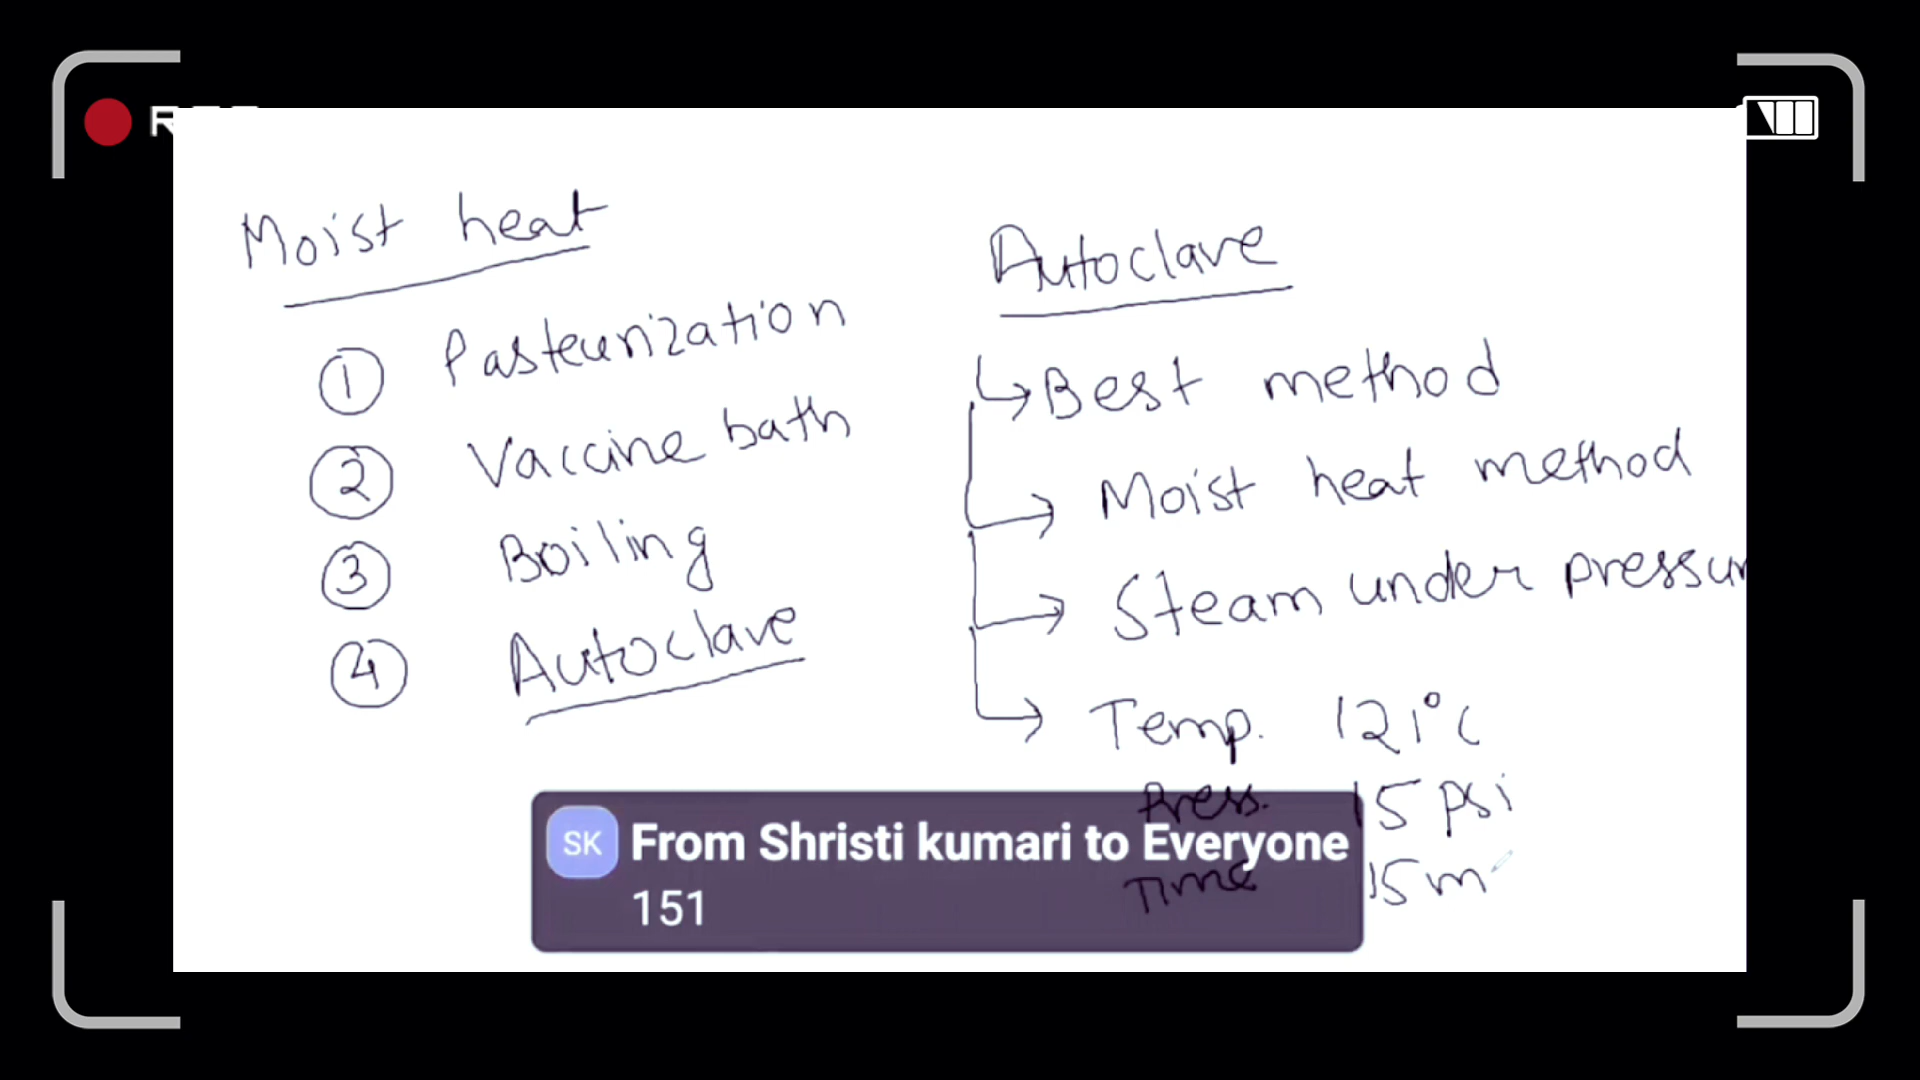 Moist heat
① Pasteurization
② Vaccine bath
③ Boiling
④ Autoclave
Autoclave
↳ Best method
→ Moist heat method
→ Steam under pressur
→ Temp. 121°C
Press. 15 psi
Time 15 m
SK From Shristi kumari to Everyone
151